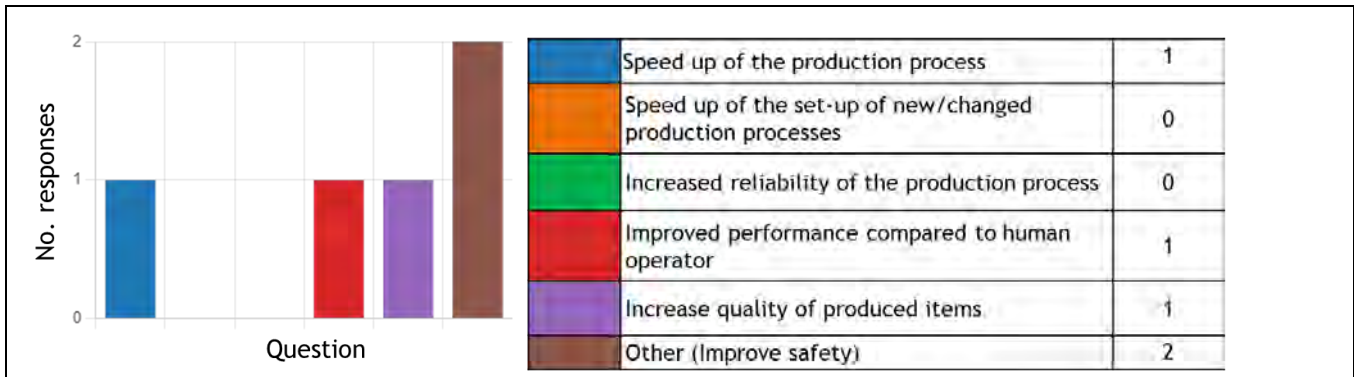 2
1
0
No. responses
Question
Speed up of the production process 1
Speed up of the set-up of new/changed
production processes 0
Increased reliability of the production process 0
Improved performance compared to human
operator 1
Increase quality of produced items 1
Other (Improve safety) 2